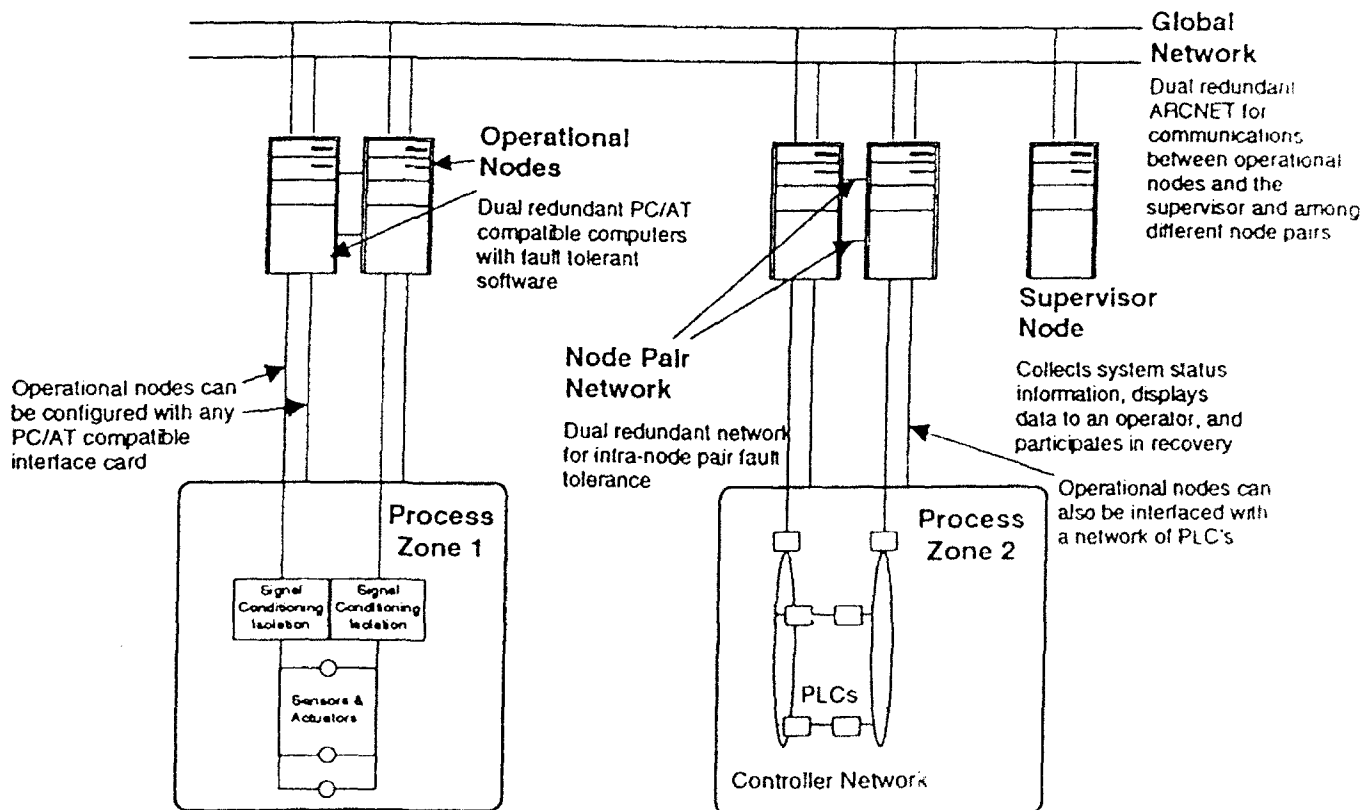 Global
Network
Dual redundant
ARCNET for
communications
between operational
nodes and the
supervisor and among
different node pairs
Operational
Nodes
Dual redundant PC/AT
compatible computers
with fault tolerant
software
Supervisor
Node
Collects system status
information, displays
data to an operator, and
participates in recovery
Node Pair
Network
Dual redundant network
for intra-node pair fault
tolerance
Operational nodes can
be configured with any
PC/AT compatible
interface card
Operational nodes can
also be interfaced with
a network of PLC's
Process
Zone 1
Signal
Conditioning
Isolation
Signal
Conditioning
Isolation
Sensors &
Actuators
Process
Zone 2
PLCs
Controller Network